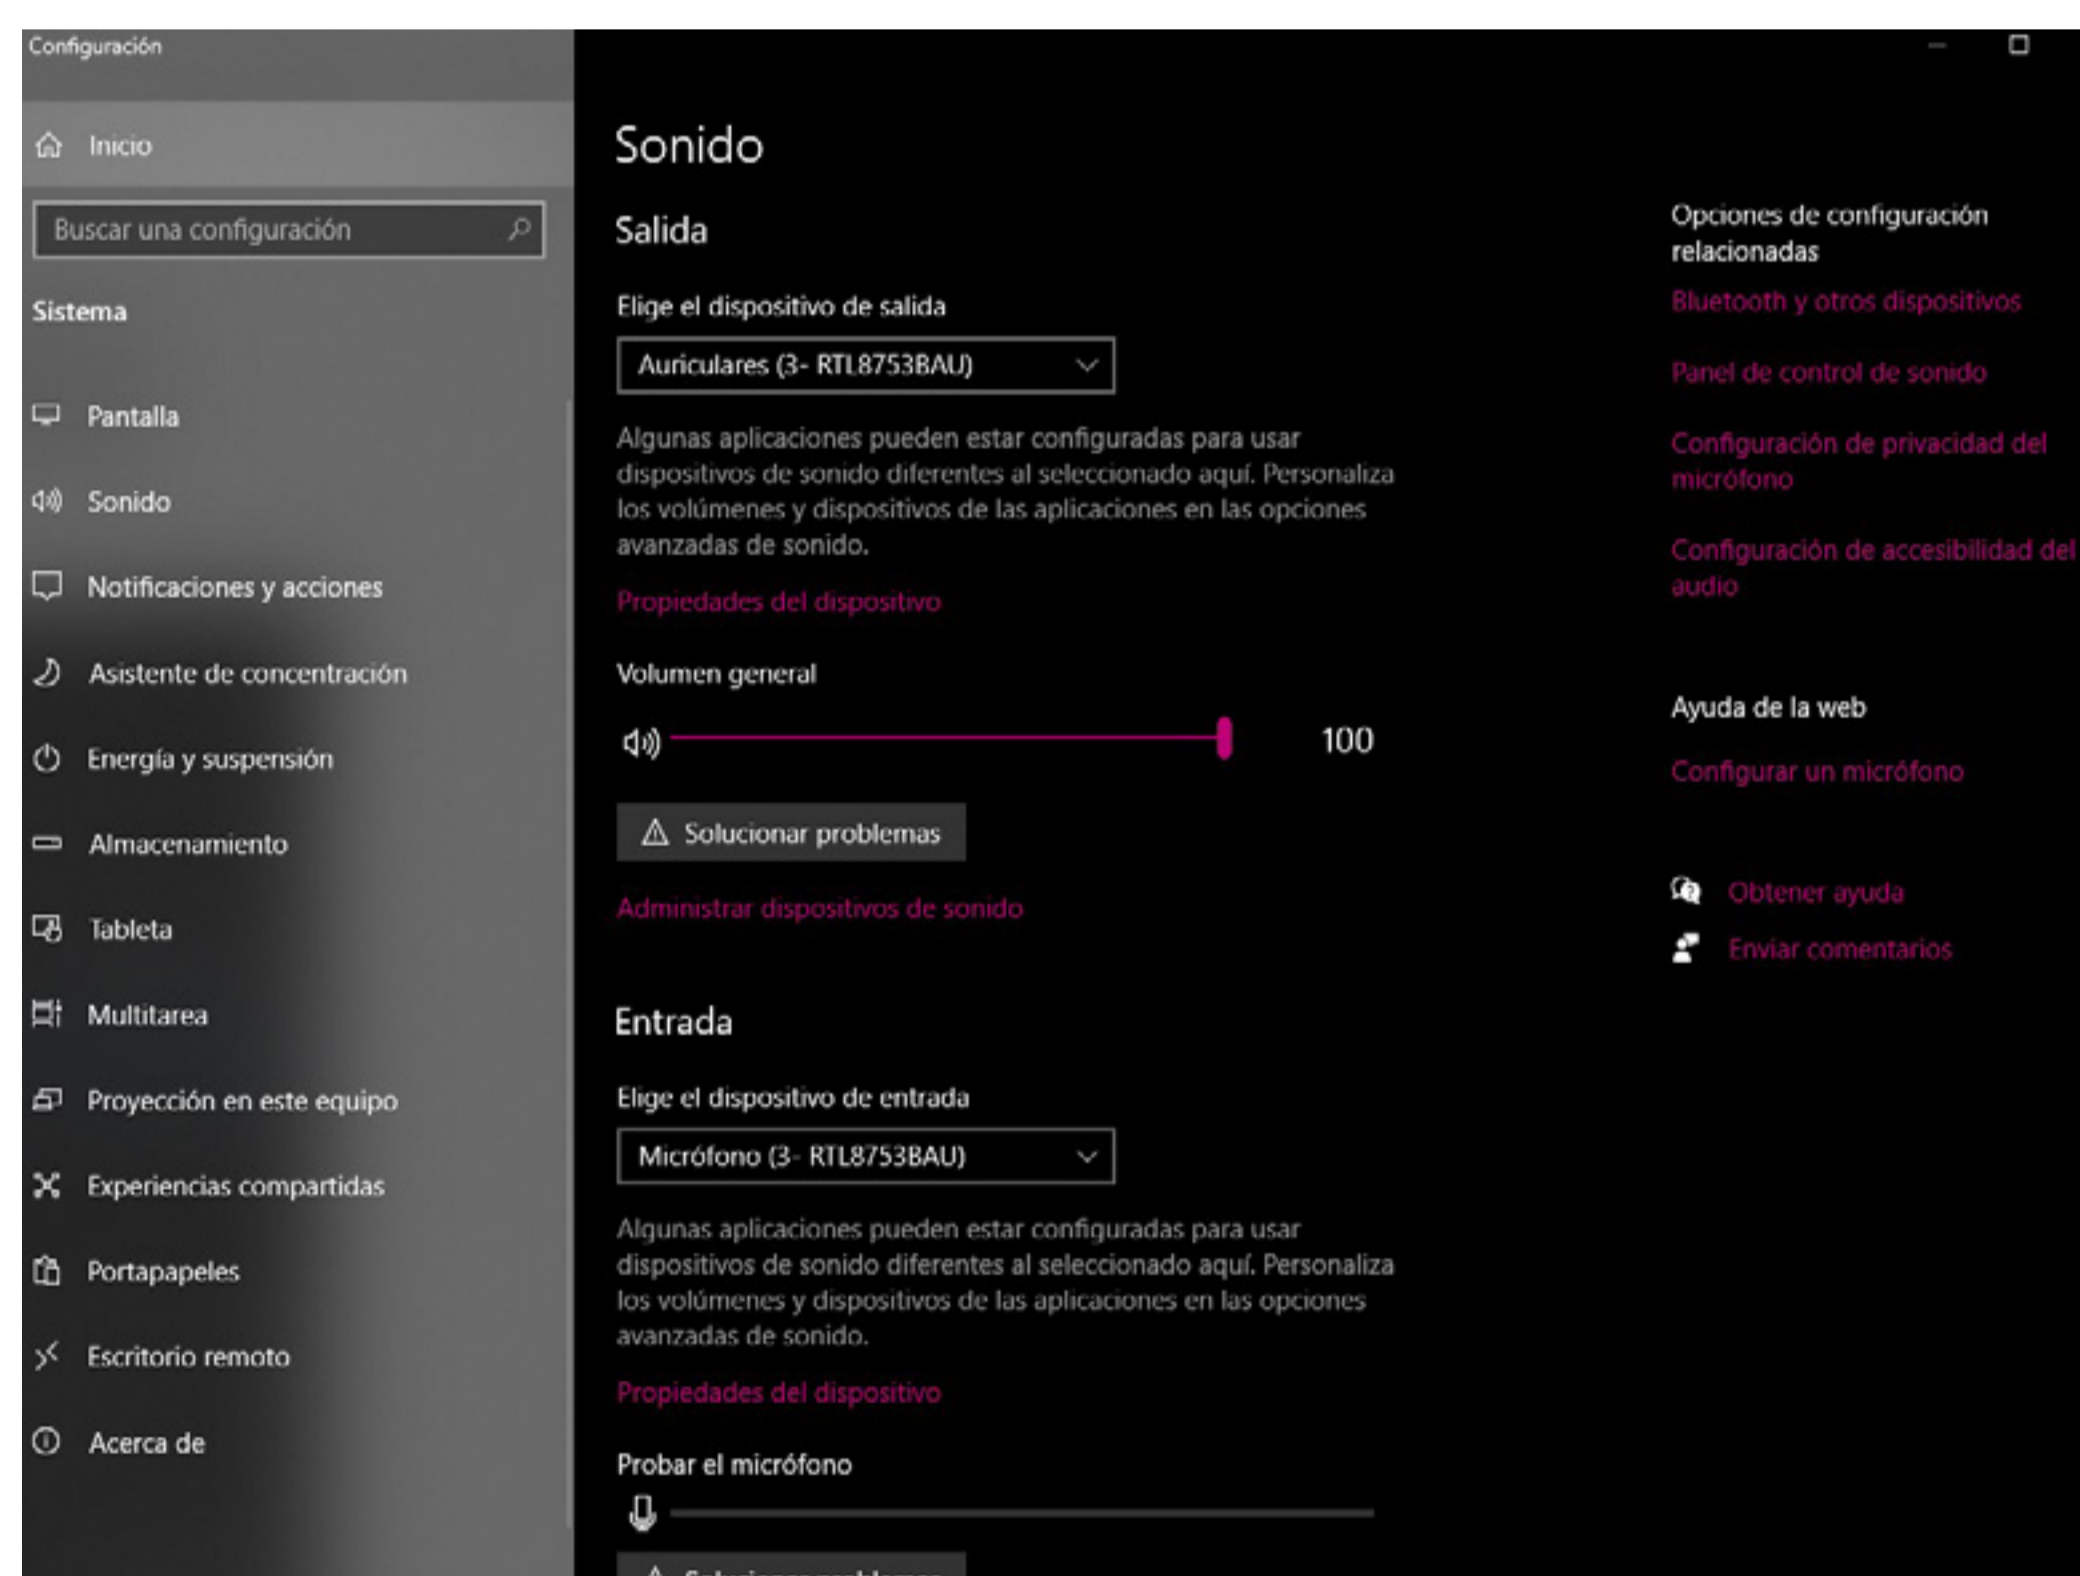 Configuración
Inicio
Buscar una configuración
Sistema
Pantalla
Sonido
Notificaciones y acciones
Asistente de concentración
Energía y suspensión
Almacenamiento
Tableta
Multitarea
Proyección en este equipo
Experiencias compartidas
Portapapeles
Escritorio remoto
Acerca de
Sonido
Salida
Elige el dispositivo de salida
Auriculares (3- RTL8753BAU)
Algunas aplicaciones pueden estar configuradas para usar
dispositivos de sonido diferentes al seleccionado aquí. Personaliza
los volúmenes y dispositivos de las aplicaciones en las opciones
avanzadas de sonido.
Propiedades del dispositivo
Volumen general
100
Solucionar problemas
Administrar dispositivos de sonido
Entrada
Elige el dispositivo de entrada
Micrófono (3- RTL8753BAU)
Algunas aplicaciones pueden estar configuradas para usar
dispositivos de sonido diferentes al seleccionado aquí. Personaliza
los volúmenes y dispositivos de las aplicaciones en las opciones
avanzadas de sonido.
Propiedades del dispositivo
Probar el micrófono
Opciones de configuración
relacionadas
Bluetooth y otros dispositivos
Panel de control de sonido
Configuración de privacidad del
micrófono
Configuración de accesibilidad del
audio
Ayuda de la web
Configurar un micrófono
Obtener ayuda
Enviar comentarios